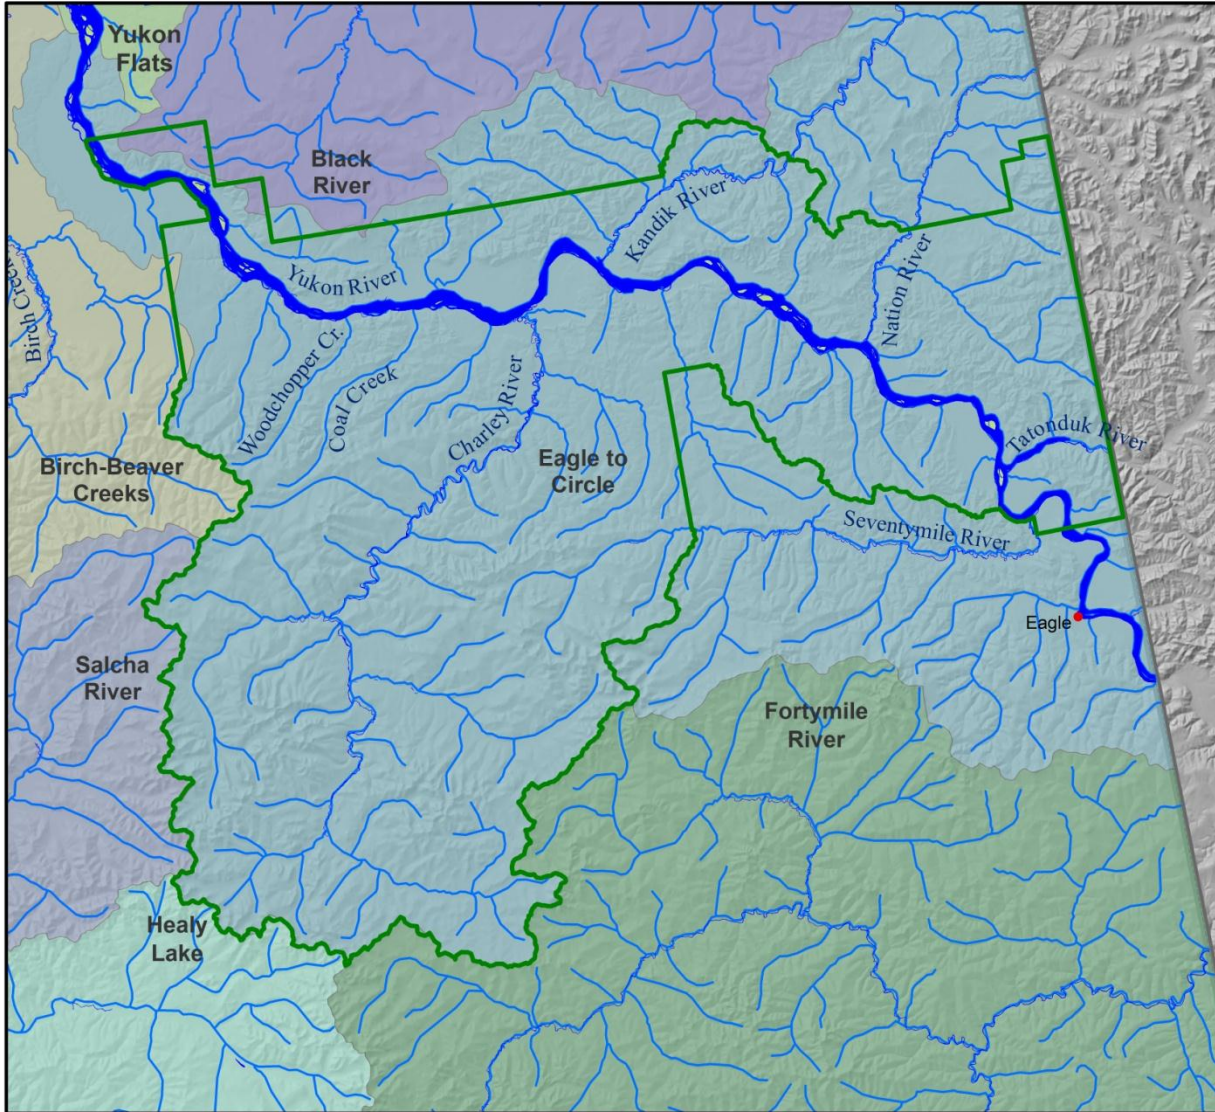 Yukon
Flats
Black
River
Kandik River
Nation River
Birch Creek
Yukon River
Woodchopper Cr.
Coal Creek
Charley River
Tatonduk River
Birch-Beaver
Creeks
Eagle to
Circle
Seventymile River
Eagle
Salcha
River
Fortymile
River
Healy
Lake